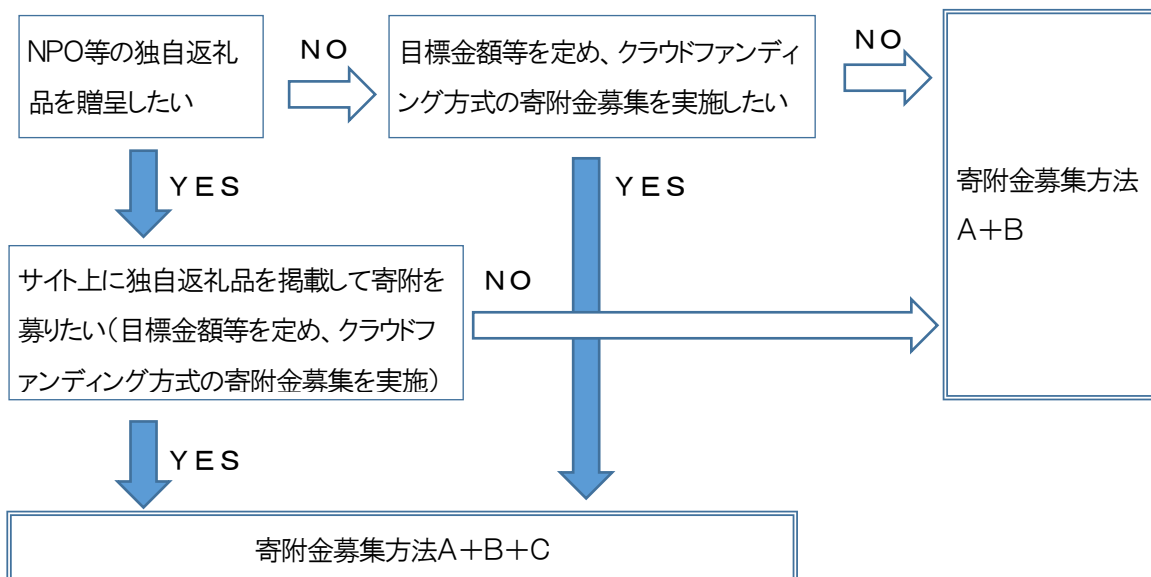 NPO等の独自返礼
品を贈呈したい
NO
目標金額等を定め、クラウドファンディ
ング方式の寄附金募集を実施したい
NO
寄附金募集方法
A+B
YES
YES
サイト上に独自返礼品を掲載して寄附を
募りたい(目標金額等を定め、クラウドフ
ァンディング方式の寄附金募集を実施)
NO
YES
寄附金募集方法A+B+C